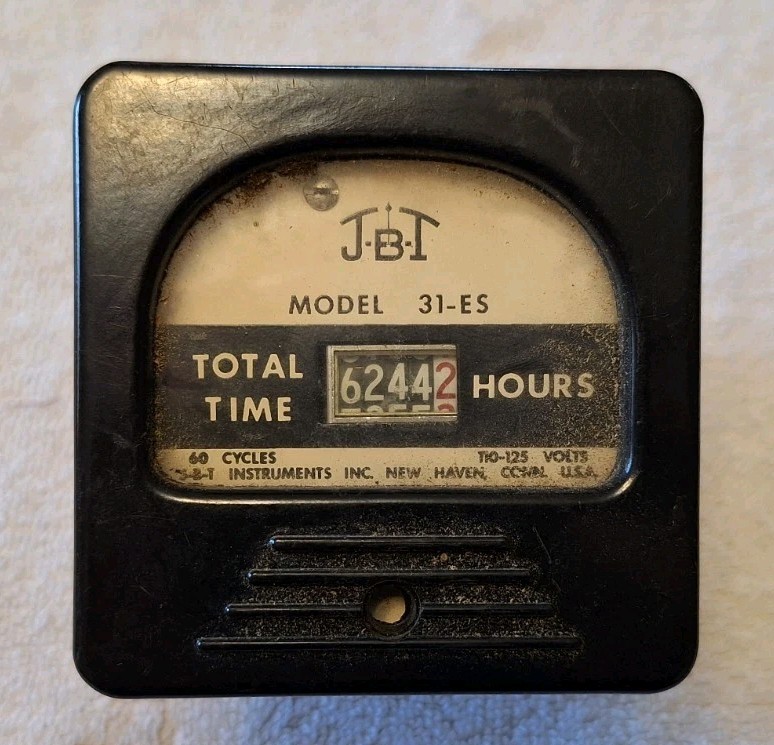 J-B-T
MODEL 31-ES
TOTAL TIME
62442
HOURS
60 CYCLES 110-125 VOLTS
J-B-T INSTRUMENTS INC. NEW HAVEN, CONN. U.S.A.